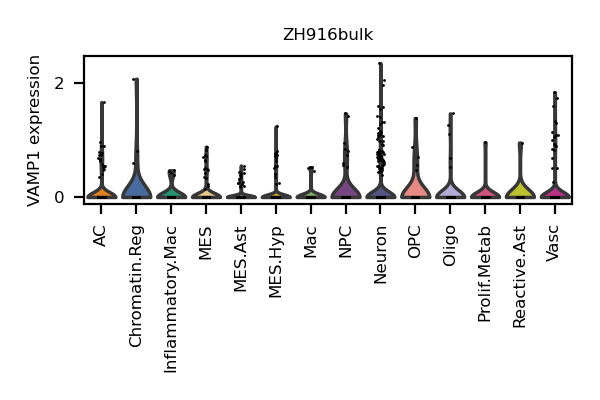 ZH916bulk
VAMP1 expression
2
0
AC
Chromatin.Reg
Inflammatory.Mac
MES
MES.Ast
MES.Hyp
Mac
NPC
Neuron
OPC
Oligo
Prolif.Metab
Reactive.Ast
Vasc